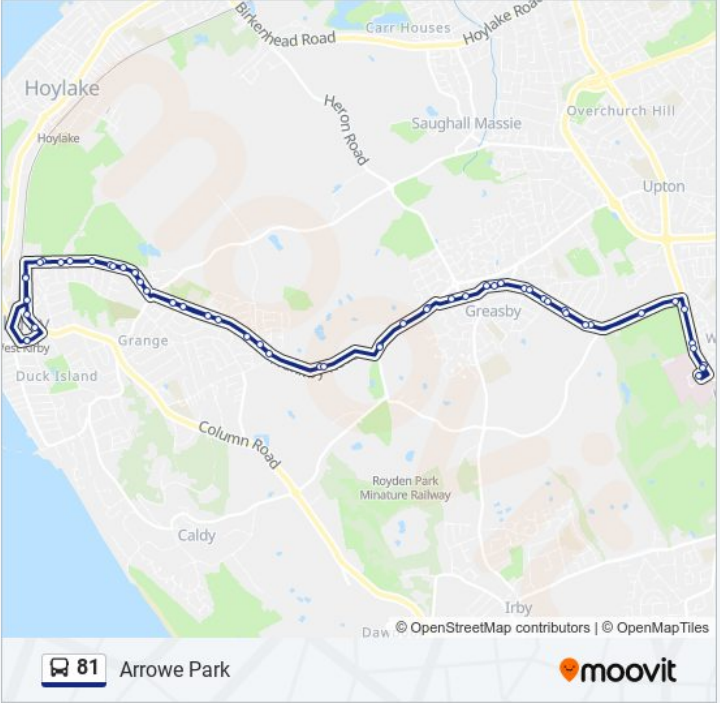 Birkenhead Road
Carr Houses
Hoylake Road
Hoylake
Heron Road
Overchurch Hill
Saughall Massie
Hoylake
Upton
moovit
Greasby
Grange
West Kirby
Duck Island
Column Road
Royden Park
Minature Railway
Caldy
Irby
© OpenStreetMap contributors | © OpenMapTiles
81 Arrowe Park
moovit